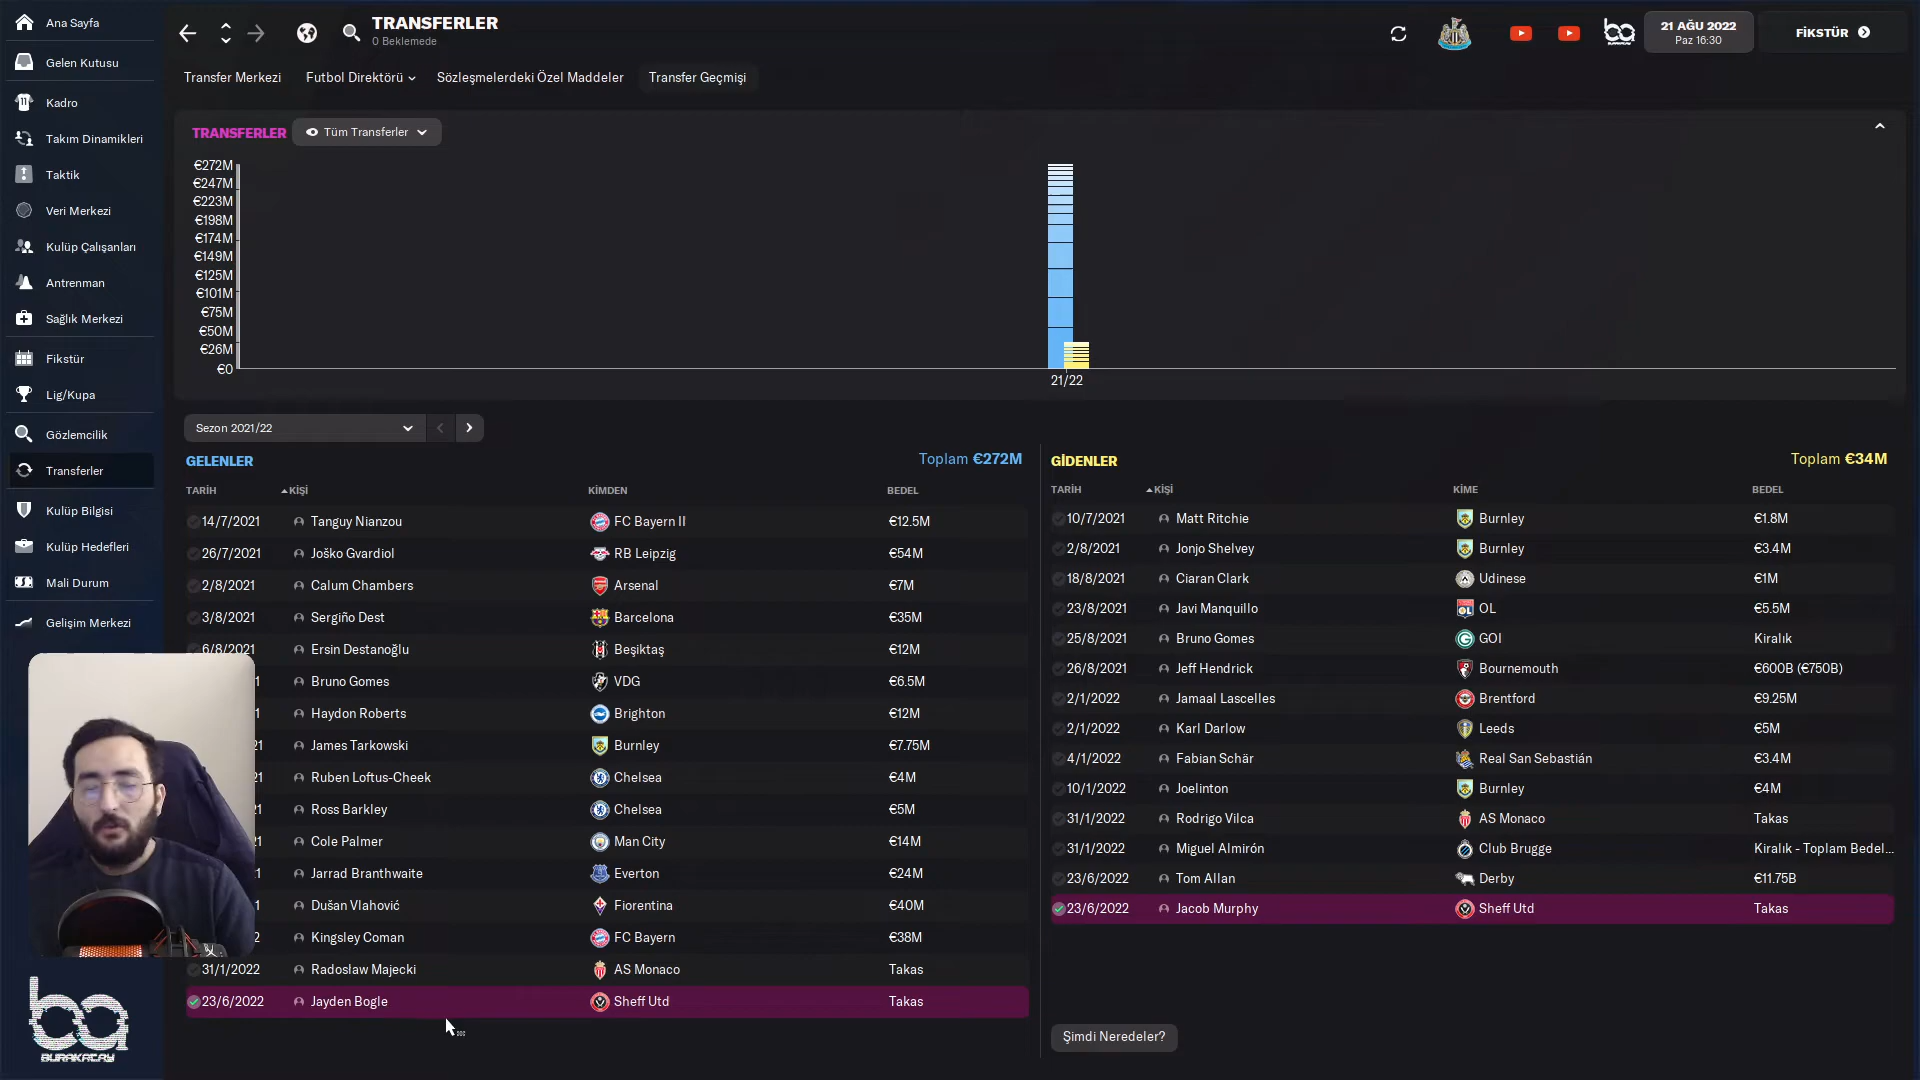 Ana Sayfa
Gelen Kutusu
Kadro
Takım Dinamikleri
Taktik
Veri Merkezi
Kulüp Çalışanları
Antrenman
Sağlık Merkezi
Fikstür
Lig/Kupa
Gözlemcilik
Transferler
Kulüp Bilgisi
Kulüp Hedefleri
Mali Durum
Gelişim Merkezi
TRANSFERLER
0 Beklemede
21 AĞU 2022
Paz 16:30
FİKSTÜR
Transfer Merkezi Futbol Direktörü Sözleşmelerdeki Özel Maddeler Transfer Geçmişi
TRANSFERLER Tüm Transferler
€272M
€247M
€223M
€198M
€174M
€149M
€125M
€101M
€75M
€50M
€26M
€0
21/22
Sezon 2021/22
GELENLER Toplam €272M
TARİH KİŞİ KİMDEN BEDEL
14/7/2021 Tanguy Nianzou FC Bayern II €12.5M
26/7/2021 Joško Gvardiol RB Leipzig €54M
2/8/2021 Calum Chambers Arsenal €7M
3/8/2021 Sergiño Dest Barcelona €35M
6/8/2021 Ersin Destanoğlu Beşiktaş €12M
1 Bruno Gomes VDG €6.5M
1 Haydon Roberts Brighton €12M
21 James Tarkowski Burnley €7.75M
21 Ruben Loftus-Cheek Chelsea €4M
21 Ross Barkley Chelsea €5M
21 Cole Palmer Man City €14M
1 Jarrad Branthwaite Everton €24M
1 Dušan Vlahović Fiorentina €40M
2 Kingsley Coman FC Bayern €38M
31/1/2022 Radosław Majecki AS Monaco Takas
23/6/2022 Jayden Bogle Sheff Utd Takas
GİDENLER Toplam €34M
TARİH KİŞİ KİME BEDEL
10/7/2021 Matt Ritchie Burnley €1.8M
2/8/2021 Jonjo Shelvey Burnley €3.4M
18/8/2021 Ciaran Clark Udinese €1M
23/8/2021 Javi Manquillo OL €5.5M
25/8/2021 Bruno Gomes GOI Kiralık
26/8/2021 Jeff Hendrick Bournemouth €600B (€750B)
2/1/2022 Jamaal Lascelles Brentford €9.25M
2/1/2022 Karl Darlow Leeds €5M
4/1/2022 Fabian Schär Real San Sebastián €3.4M
10/1/2022 Joelinton Burnley €4M
31/1/2022 Rodrigo Vilca AS Monaco Takas
31/1/2022 Miguel Almirón Club Brugge Kiralık - Toplam Bedel...
23/6/2022 Tom Allan Derby €11.75B
23/6/2022 Jacob Murphy Sheff Utd Takas
Şimdi Neredeler?
ba
BURAKATAY